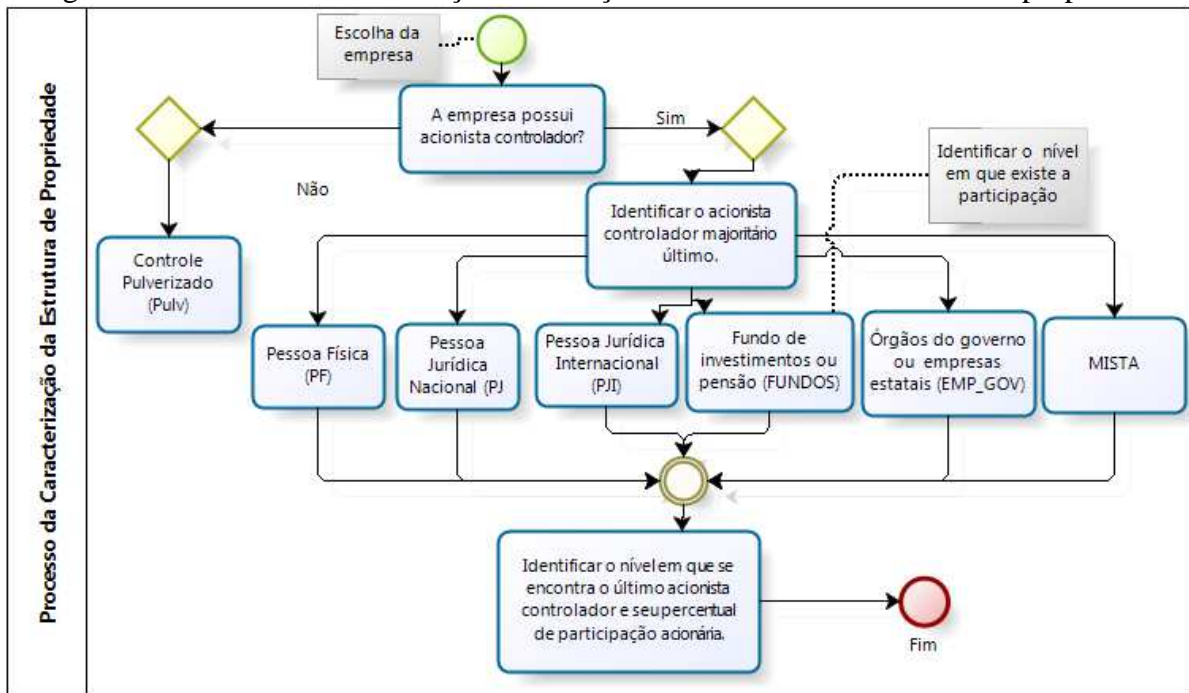 Processo da Caracterização da Estrutura de Propriedade
Escolha da
empresa
A empresa possui
acionista controlador?
Sim
Não
Identificar o nível
em que existe a
participação
Identificar o acionista
controlador majoritário
último.
Controle
Pulverizado
(Pulv)
Pessoa Física
(PF)
Pessoa
Jurídica
Nacional (PJ
Pessoa Jurídica
Internacional
(PJI)
Fundo de
investimentos ou
pensão (FUNDOS)
Órgãos do governo
ou empresas
estatais (EMP_GOV)
MISTA
Identificar o nível em que se
encontra o último acionista
controlador e seu percentual
de participação acionária.
Fim